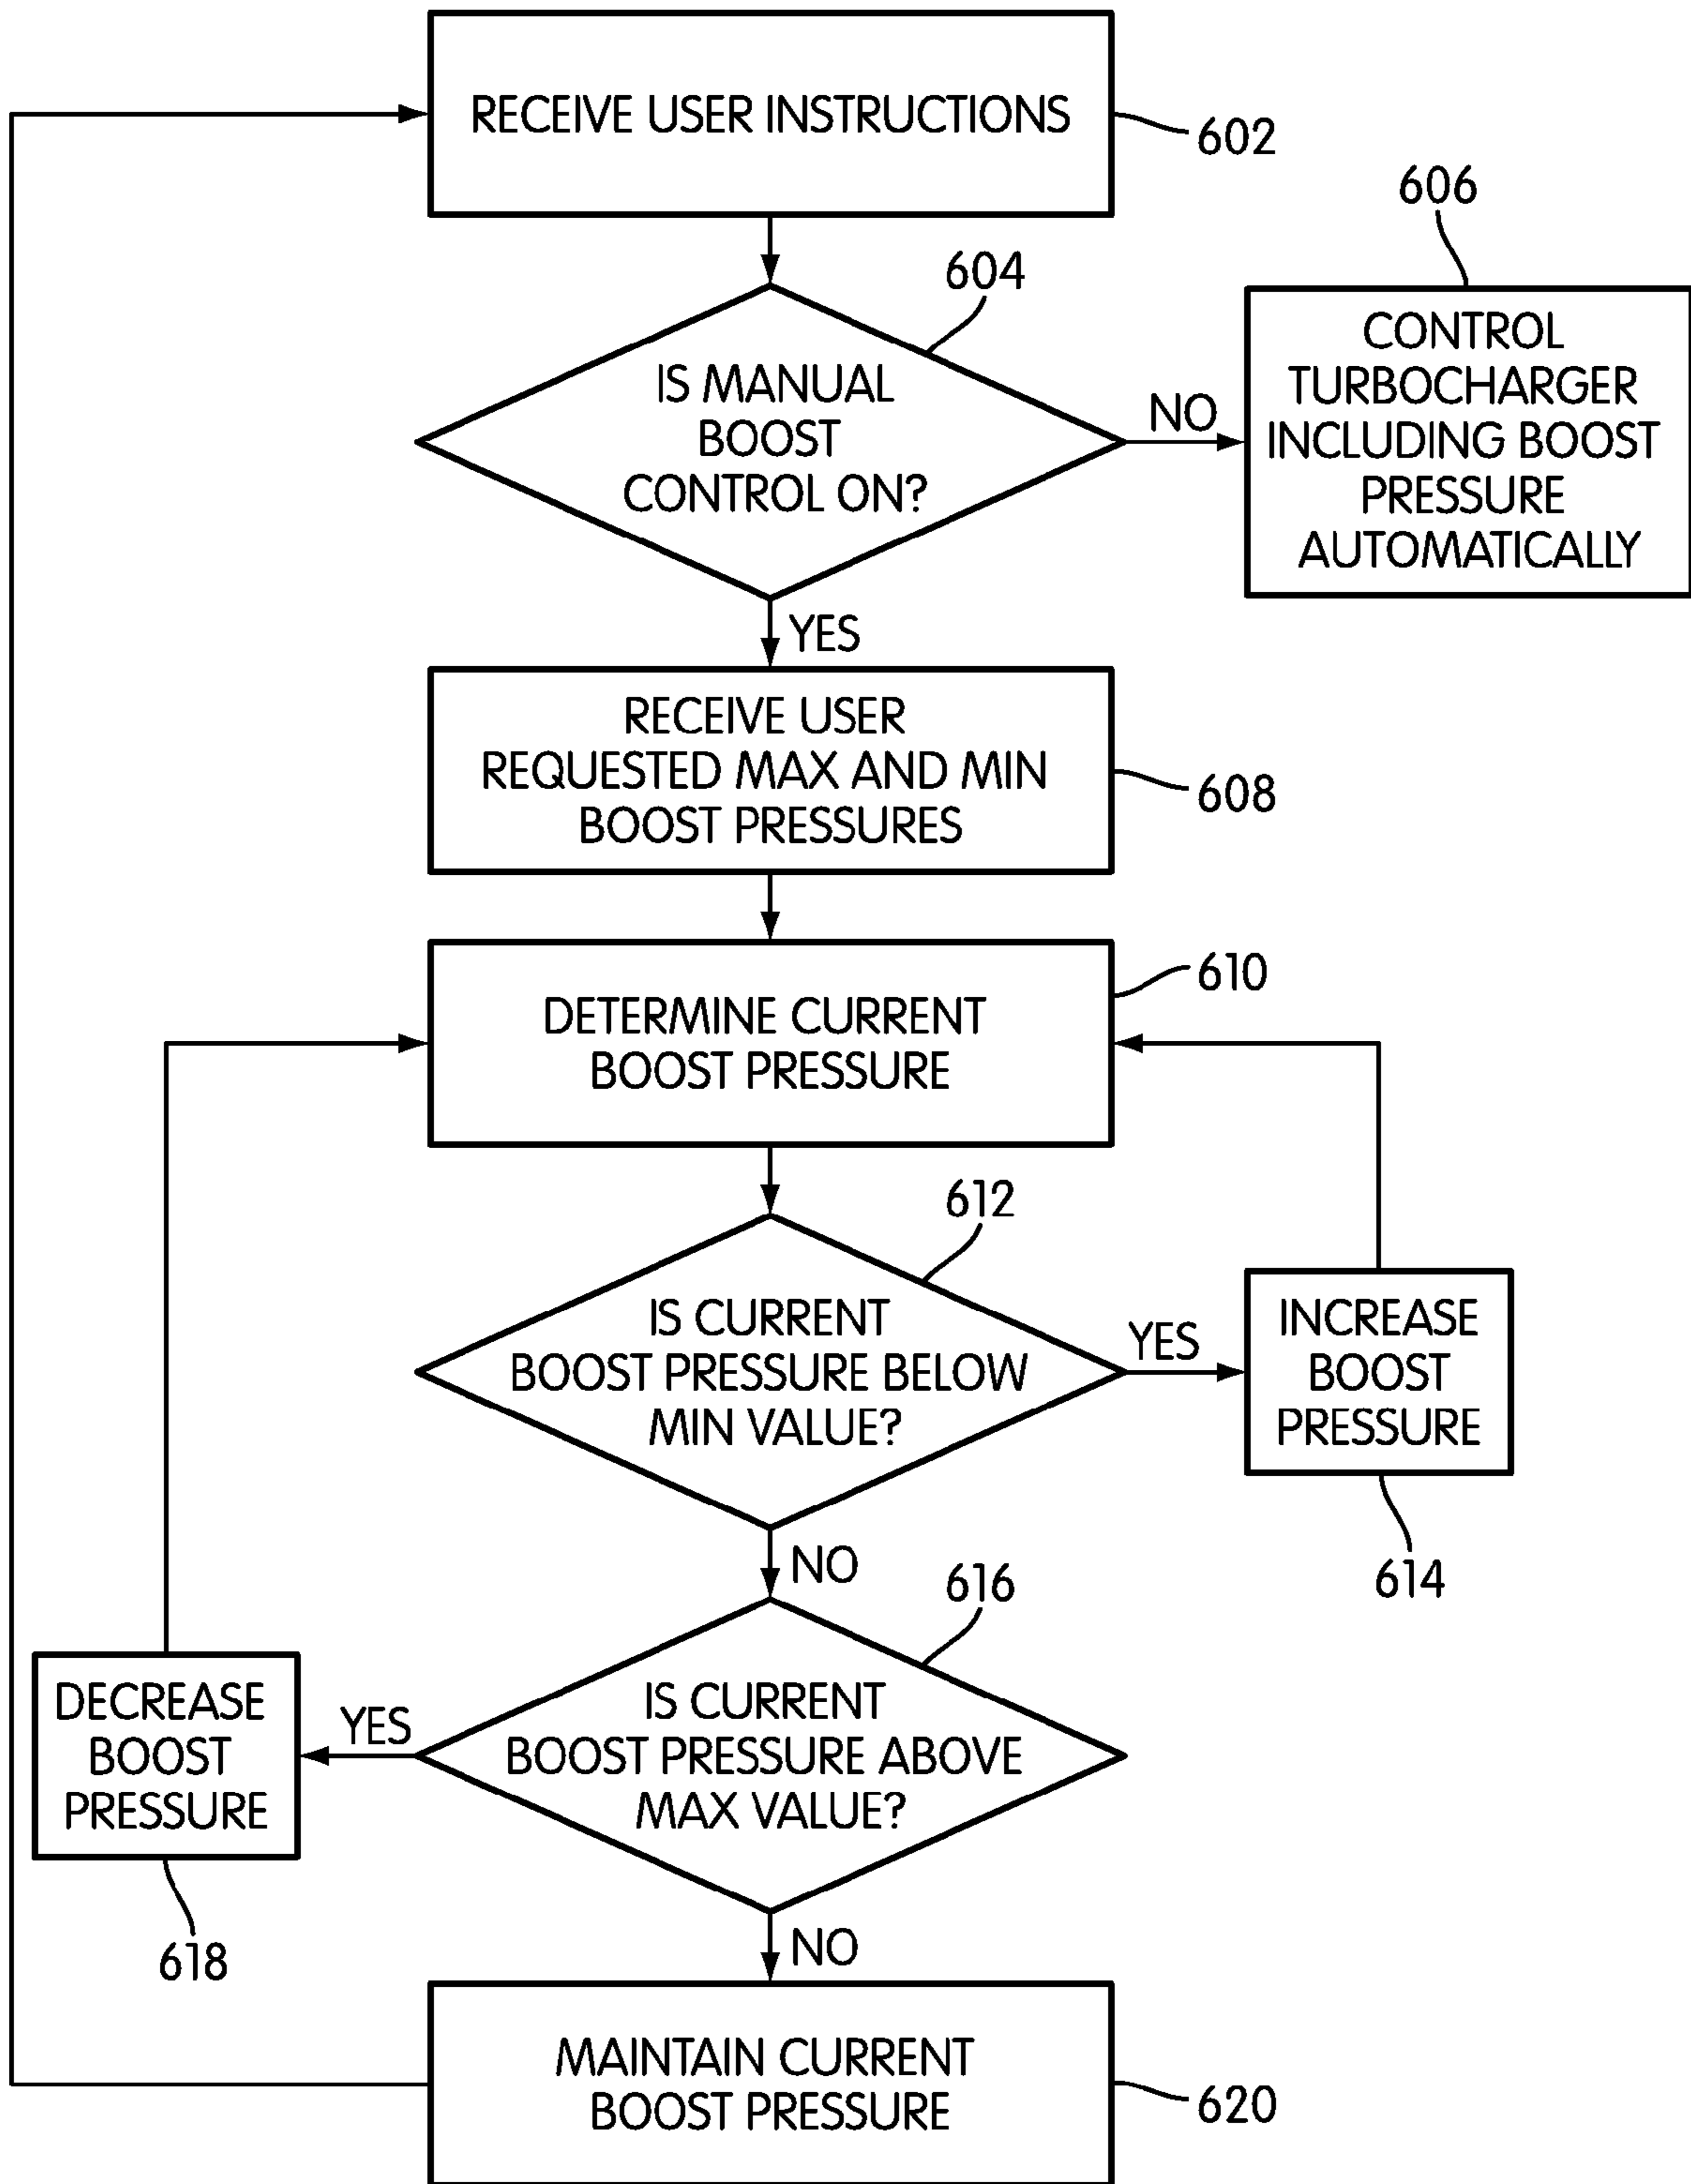 RECEIVE USER INSTRUCTIONS
602
606
604
IS MANUAL
BOOST
CONTROL ON?
NO
CONTROL
TURBOCHARGER
INCLUDING BOOST
PRESSURE
AUTOMATICALLY
YES
RECEIVE USER
REQUESTED MAX AND MIN
BOOST PRESSURES
608
DETERMINE CURRENT
BOOST PRESSURE
610
612
IS CURRENT
BOOST PRESSURE BELOW
MIN VALUE?
YES
INCREASE
BOOST
PRESSURE
614
NO
616
IS CURRENT
BOOST PRESSURE ABOVE
MAX VALUE?
YES
DECREASE
BOOST
PRESSURE
618
NO
MAINTAIN CURRENT
BOOST PRESSURE
620